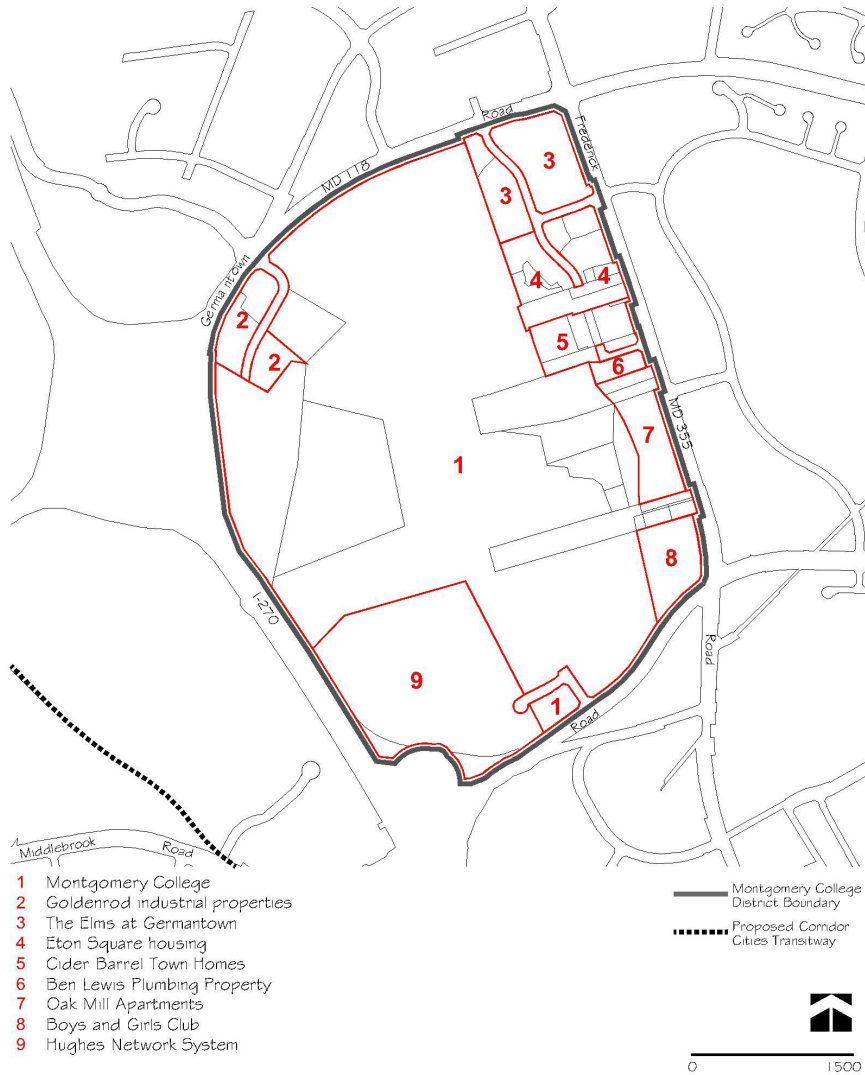 Road
Frederick
MD 118
Germantown
3
3
4
4
2
2
5
6
7
MD 355
1
8
I-270
9
1
Road
Road
Middlebrook
Road
1 Montgomery College
2 Goldenrod industrial properties
3 The Elms at Germantown
4 Eton Square housing
5 Cider Barrel Town Homes
6 Ben Lewis Plumbing Property
7 Oak Mill Apartments
8 Boys and Girls Club
9 Hughes Network System
Montgomery College
District Boundary
Proposed Corridor
Cities Transitway
0 1500